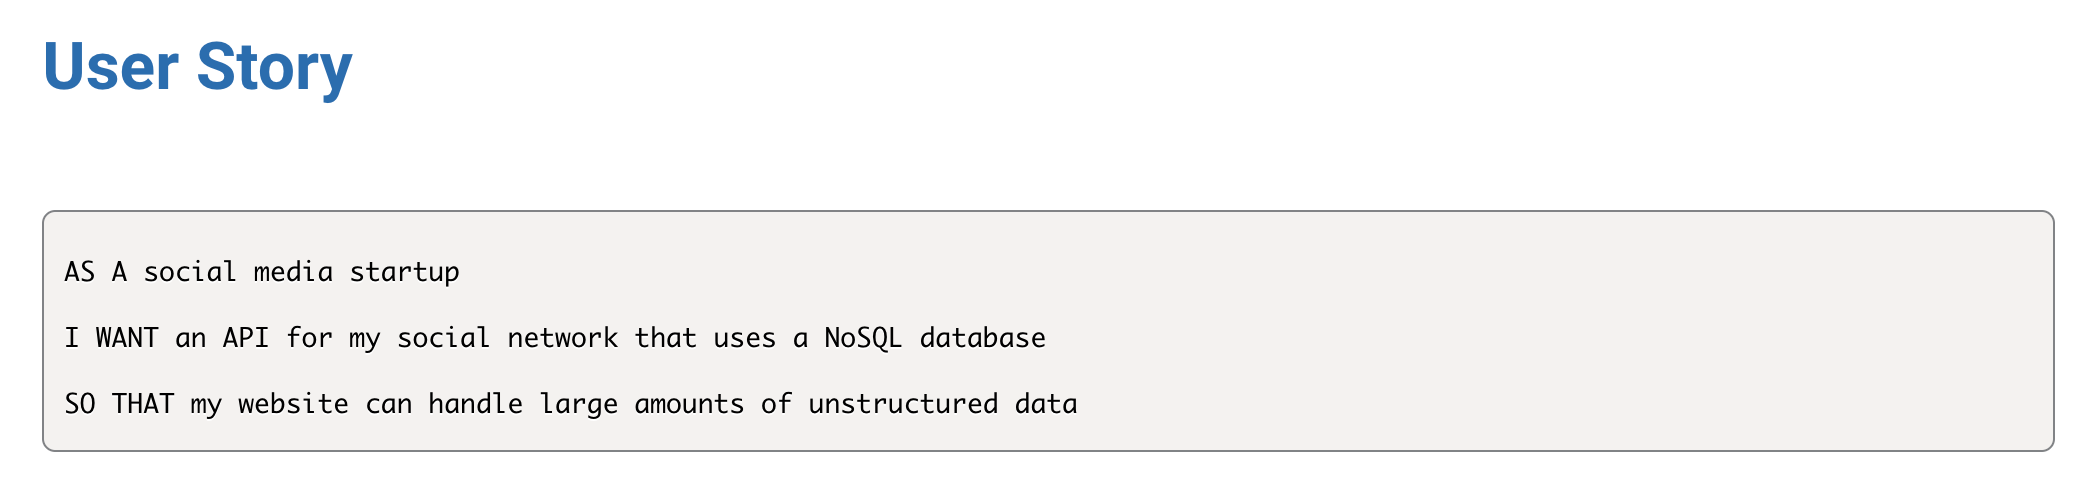 User Story
AS A social media startup
I WANT an API for my social network that uses a NoSQL database
SO THAT my website can handle large amounts of unstructured data